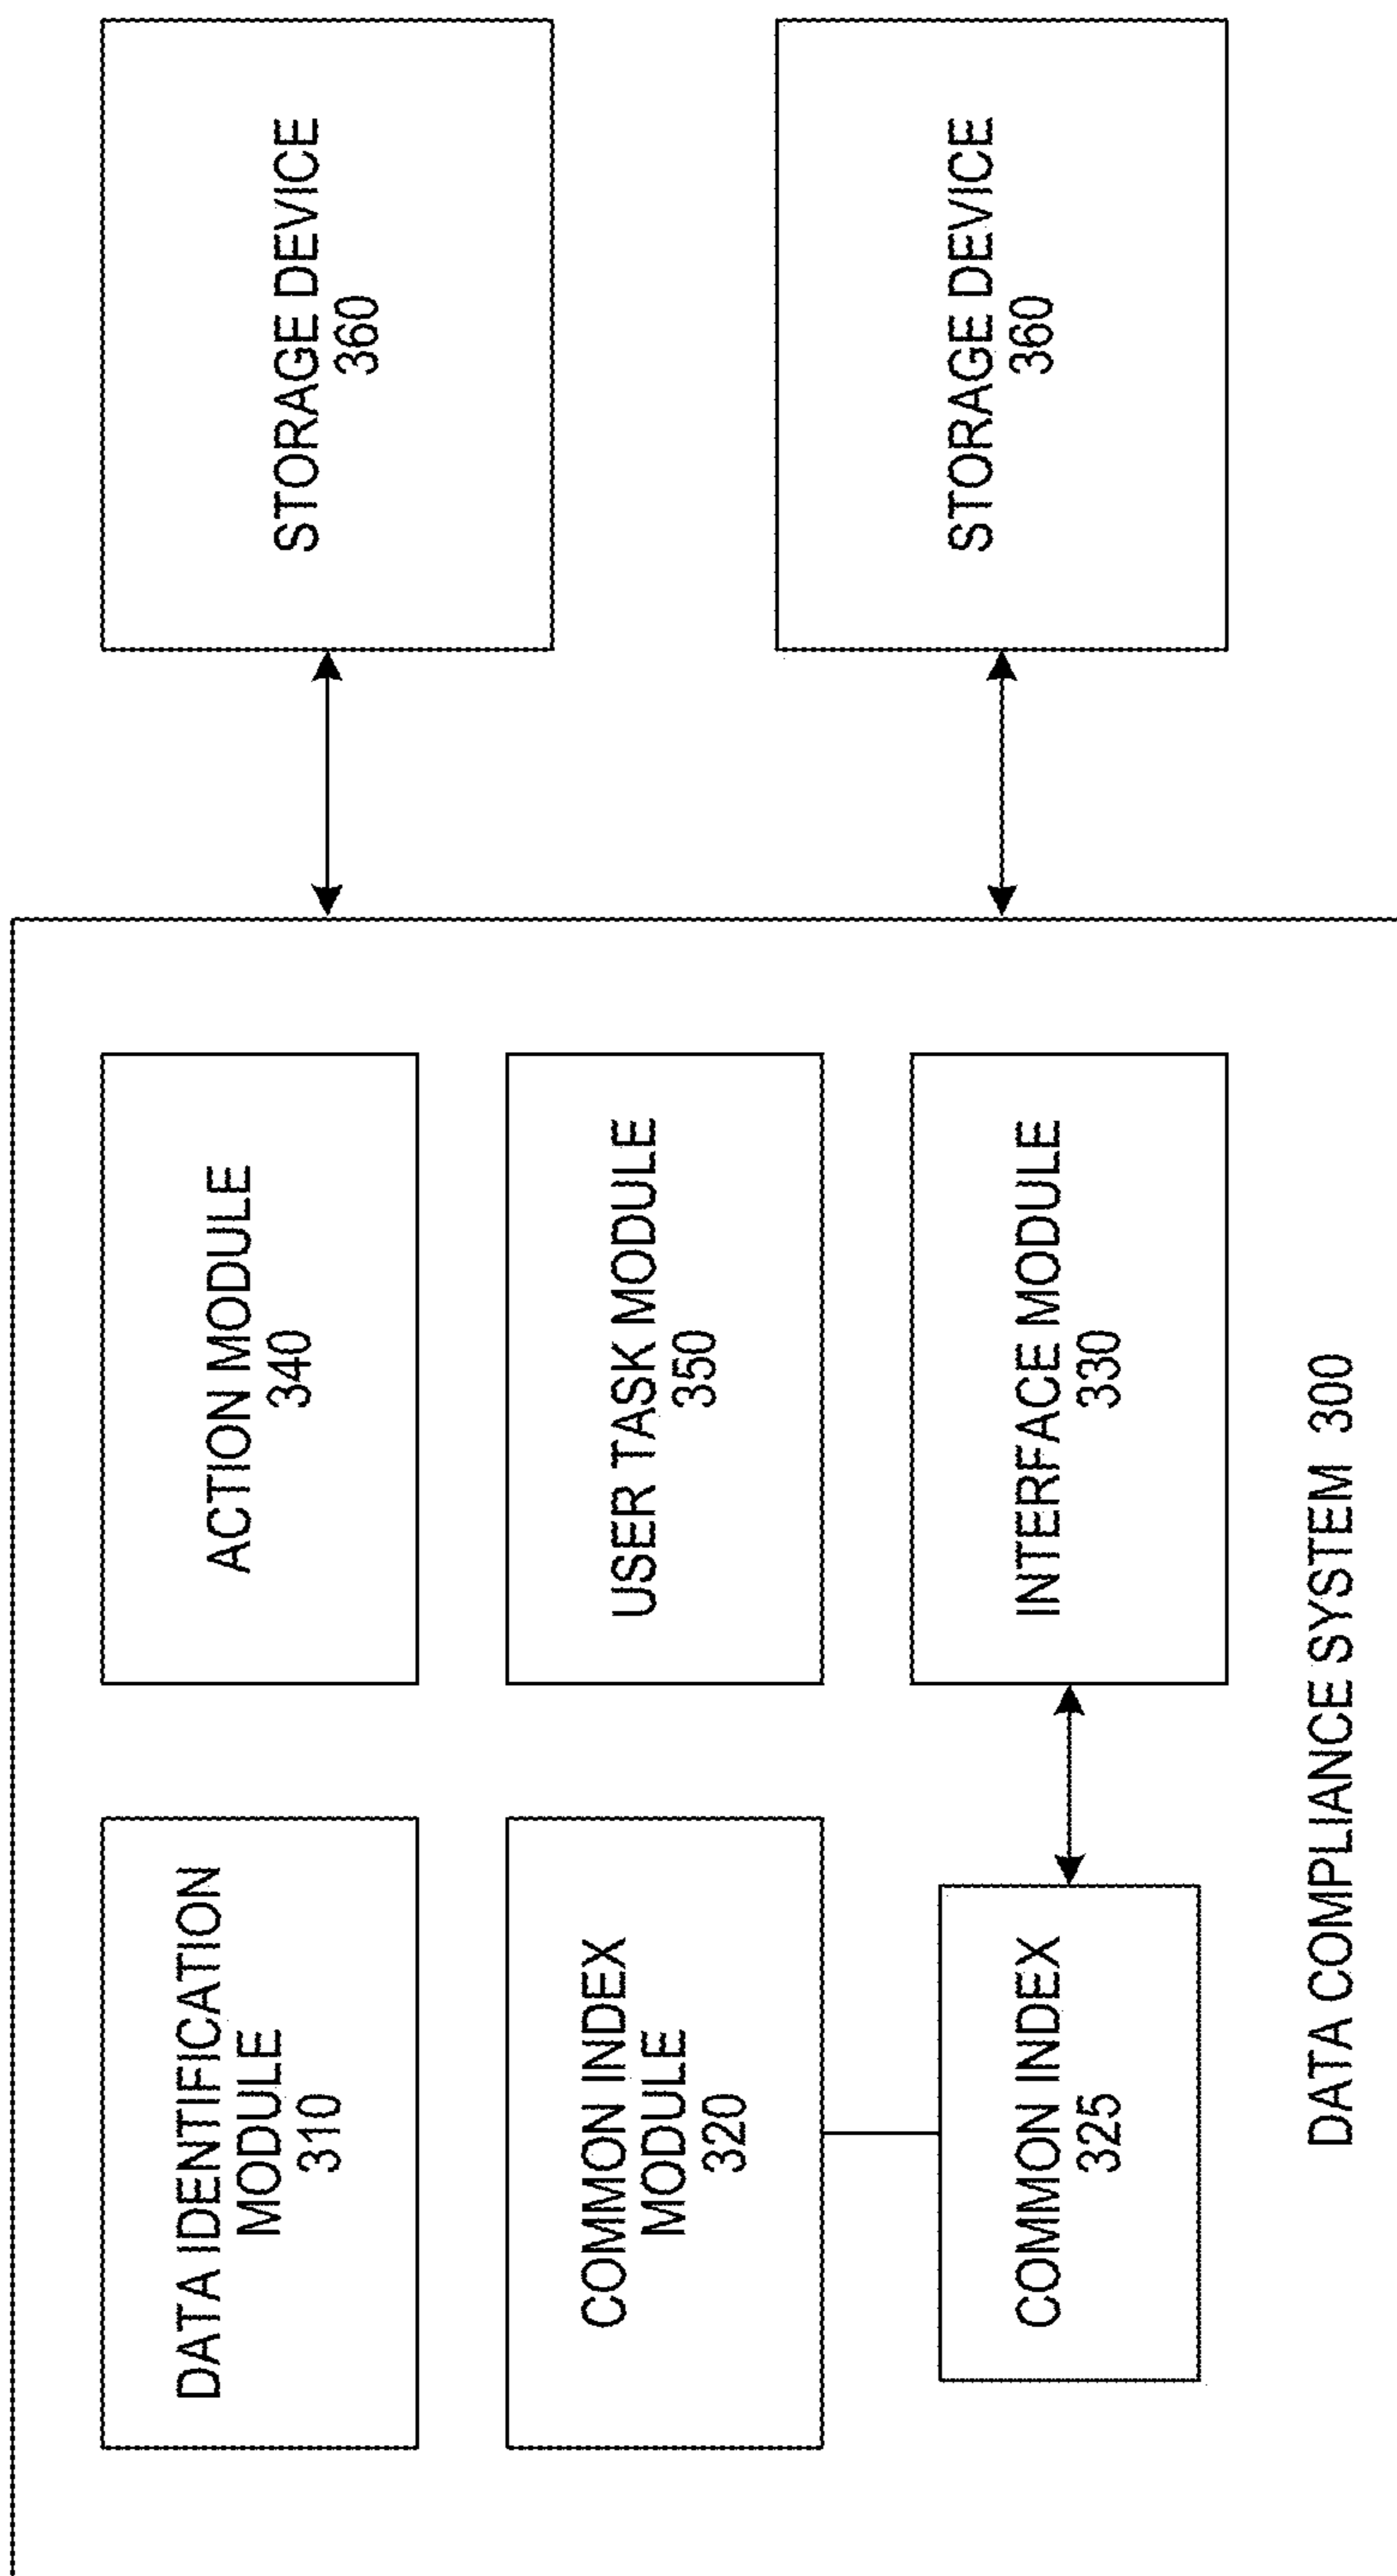 DATA IDENTIFICATION
MODULE
310
ACTION MODULE
340
STORAGE DEVICE
360
COMMON INDEX
MODULE
320
USER TASK MODULE
350
COMMON INDEX
325
INTERFACE MODULE
330
STORAGE DEVICE
360
DATA COMPLIANCE SYSTEM 300